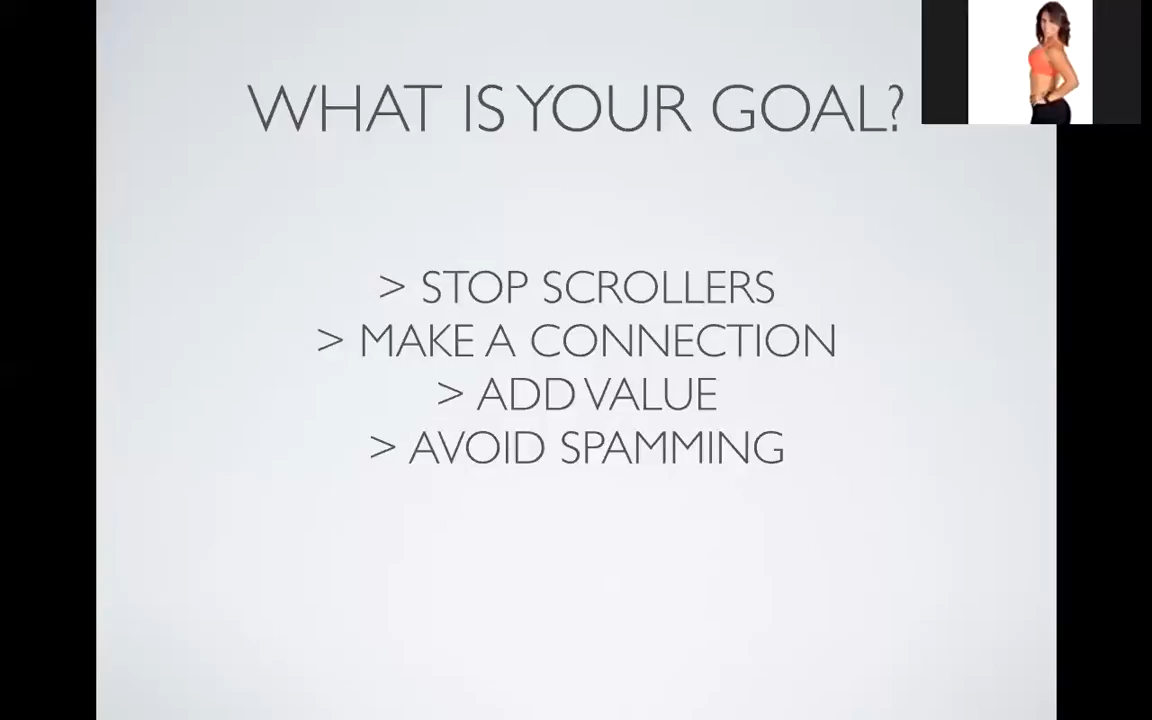 WHAT IS YOUR GOAL?
> STOP SCROLLERS
> MAKE A CONNECTION
> ADD VALUE
> AVOID SPAMMING